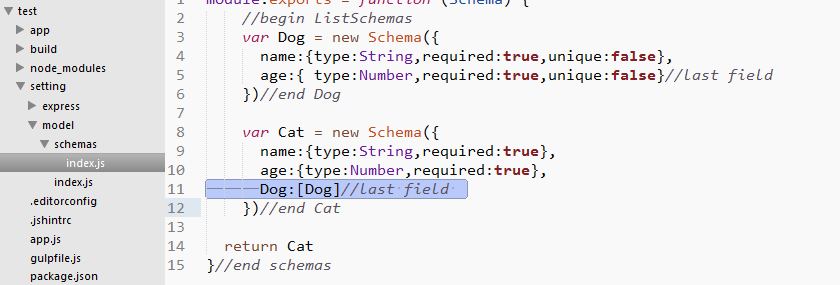 test
app
build
node_modules
setting
express
model
schemas
index.js
index.js
.editorconfig
.jshintrc
app.js
gulpfile.js
package.json
1 module.exports = function (Schema) {
2 //begin ListSchemas
3 var Dog = new Schema({
4 name:{type:String,required:true,unique:false},
5 age:{ type:Number,required:true,unique:false}//last field
6 })//end Dog
7
8 var Cat = new Schema({
9 name:{type:String,required:true},
10 age:{type:Number,required:true},
11 Dog:[Dog]//last field
12 })//end Cat
13
14 return Cat
15 }//end schemas